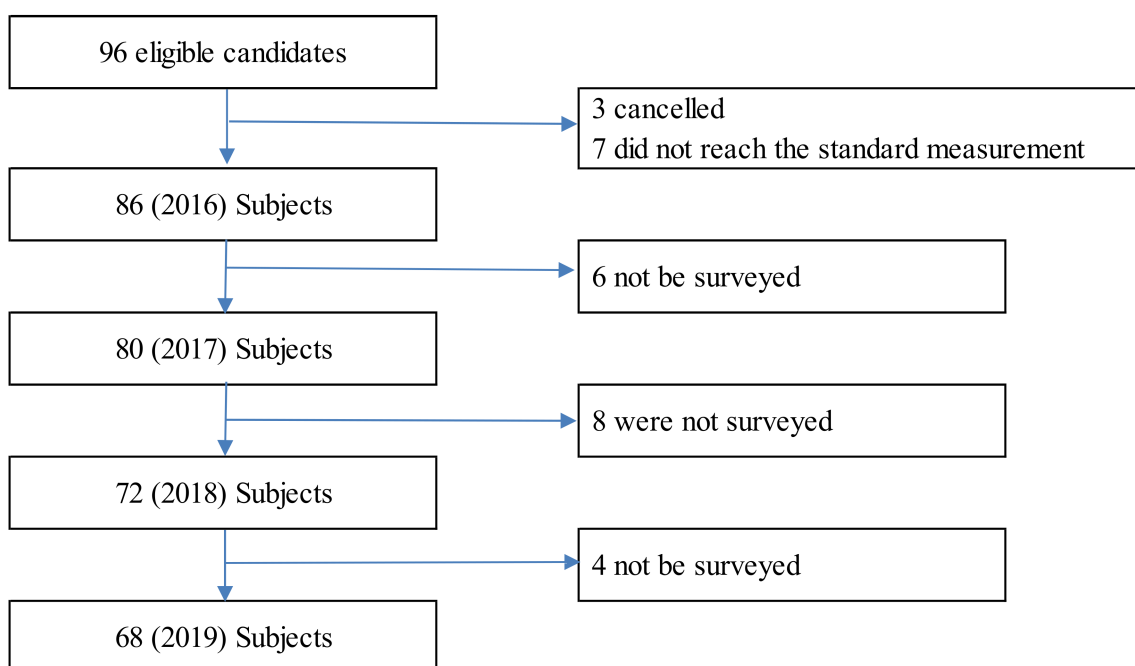 96 eligible candidates
3 cancelled
7 did not reach the standard measurement
86 (2016) Subjects
6 not be surveyed
80 (2017) Subjects
8 were not surveyed
72 (2018) Subjects
4 not be surveyed
68 (2019) Subjects